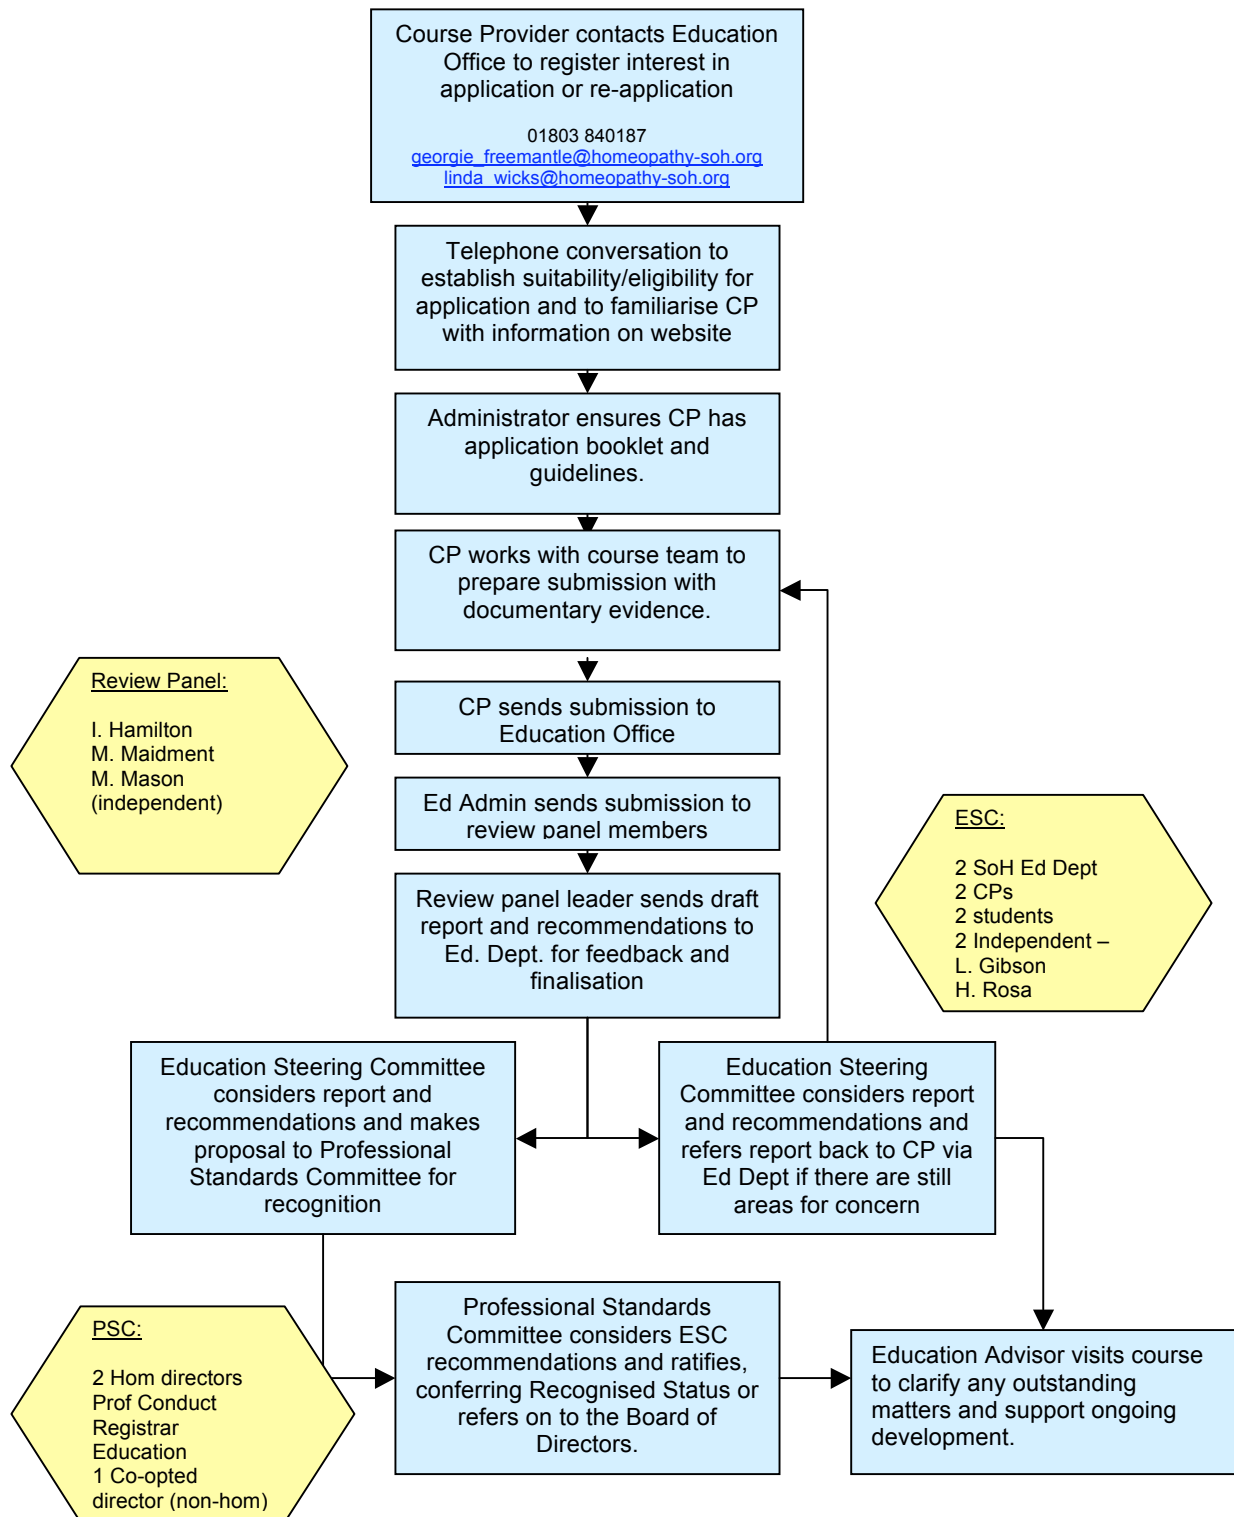 Course Provider contacts Education
Office to register interest in
application or re-application
01803 840187
georgie_freemantle@homeopathy-soh.org
linda_wicks@homeopathy-soh.org
Telephone conversation to
establish suitability/eligibility for
application and to familiarise CP
with information on website
Administrator ensures CP has
application booklet and
guidelines.
CP works with course team to
prepare submission with
documentary evidence.
Review Panel:
I. Hamilton
M. Maidment
M. Mason
(independent)
CP sends submission to
Education Office
Ed Admin sends submission to
review panel members
ESC:
2 SoH Ed Dept
2 CPs
2 students
2 Independent –
L. Gibson
H. Rosa
Review panel leader sends draft
report and recommendations to
Ed. Dept. for feedback and
finalisation
Education Steering Committee
considers report and
recommendations and makes
proposal to Professional
Standards Committee for
recognition
Education Steering
Committee considers report
and recommendations and
refers report back to CP via
Ed Dept if there are still
areas for concern
PSC:
2 Hom directors
Prof Conduct
Registrar
Education
1 Co-opted
director (non-hom)
Professional Standards
Committee considers ESC
recommendations and ratifies,
conferring Recognised Status or
refers on to the Board of
Directors.
Education Advisor visits course
to clarify any outstanding
matters and support ongoing
development.